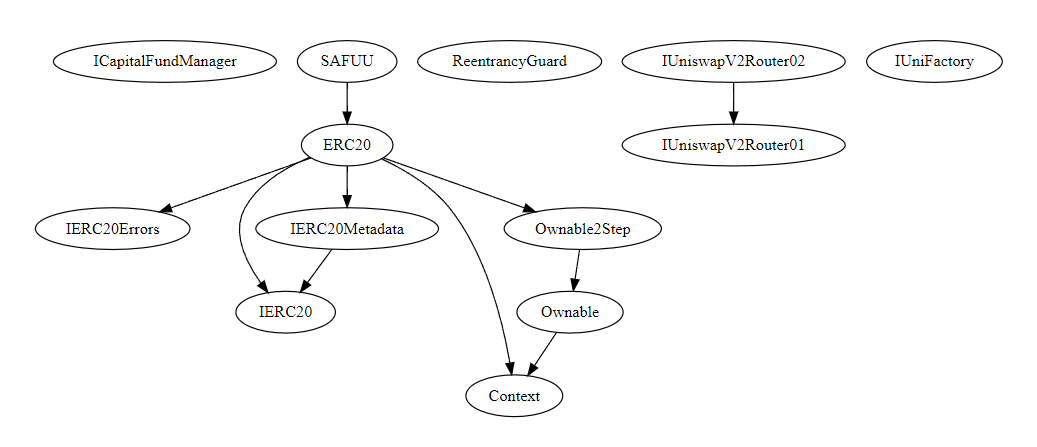 ICapitalFundManager
SAFUU
ReentrancyGuard
IUniswapV2Router02
IUniFactory
ERC20
IUniswapV2Router01
IERC20Errors
IERC20Metadata
Ownable2Step
IERC20
Ownable
Context